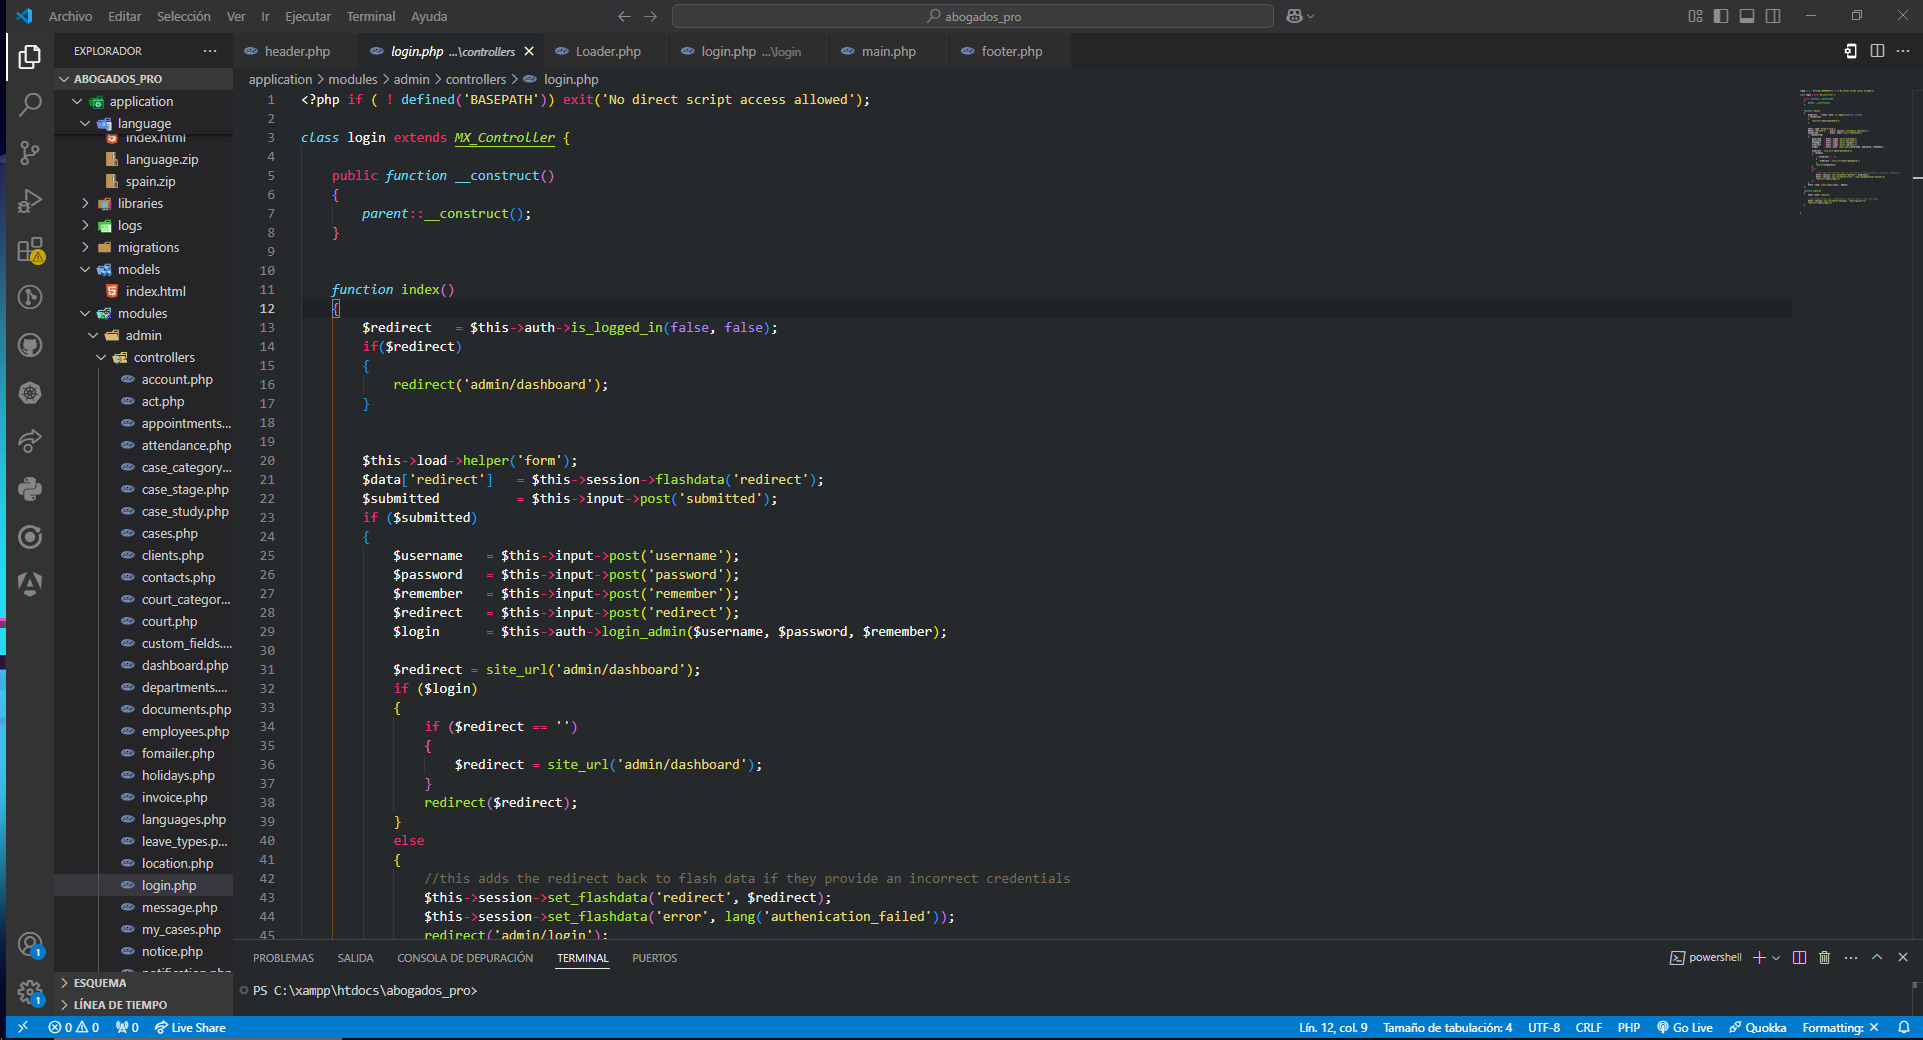 Archivo Editar Selección Ver Ir Ejecutar Terminal Ayuda
abogados_pro
EXPLORADOR
ABOGADOS_PRO
application
language
index.html
language.zip
spain.zip
libraries
logs
migrations
models
index.html
modules
admin
controllers
account.php
act.php
appointments...
attendance.php
case_category...
case_stage.php
case_study.php
cases.php
clients.php
contacts.php
court_categor...
court.php
custom_fields....
dashboard.php
departments....
documents.php
employees.php
fomailer.php
holidays.php
invoice.php
languages.php
leave_types.p...
location.php
login.php
message.php
my_cases.php
notice.php
notification.php
ESQUEMA
LÍNEA DE TIEMPO
header.php login.php ...\controllers Loader.php login.php ...\login main.php footer.php
application > modules > admin > controllers > login.php
1 <?php if ( ! defined('BASEPATH')) exit('No direct script access allowed');
2
3 class login extends MX_Controller {
4
5 public function __construct()
6 {
7 parent::__construct();
8 }
9
10
11 function index()
12 {
13 $redirect = $this->auth->is_logged_in(false, false);
14 if($redirect)
15 {
16 redirect('admin/dashboard');
17 }
18
19
20 $this->load->helper('form');
21 $data['redirect'] = $this->session->flashdata('redirect');
22 $submitted = $this->input->post('submitted');
23 if ($submitted)
24 {
25 $username = $this->input->post('username');
26 $password = $this->input->post('password');
27 $remember = $this->input->post('remember');
28 $redirect = $this->input->post('redirect');
29 $login = $this->auth->login_admin($username, $password, $remember);
30
31 $redirect = site_url('admin/dashboard');
32 if ($login)
33 {
34 if ($redirect == '')
35 {
36 $redirect = site_url('admin/dashboard');
37 }
38 redirect($redirect);
39 }
40 else
41 {
42 //this adds the redirect back to flash data if they provide an incorrect credentials
43 $this->session->set_flashdata('redirect', $redirect);
44 $this->session->set_flashdata('error', lang('authenication_failed'));
45 redirect('admin/login');
PROBLEMAS SALIDA CONSOLA DE DEPURACIÓN TERMINAL PUERTOS
powershell
PS C:\xampp\htdocs\abogados_pro>
1
1
0 0 0 Live Share
Lín. 12, col. 9 Tamaño de tabulación: 4 UTF-8 CRLF PHP Go Live Quokka Formatting: ×